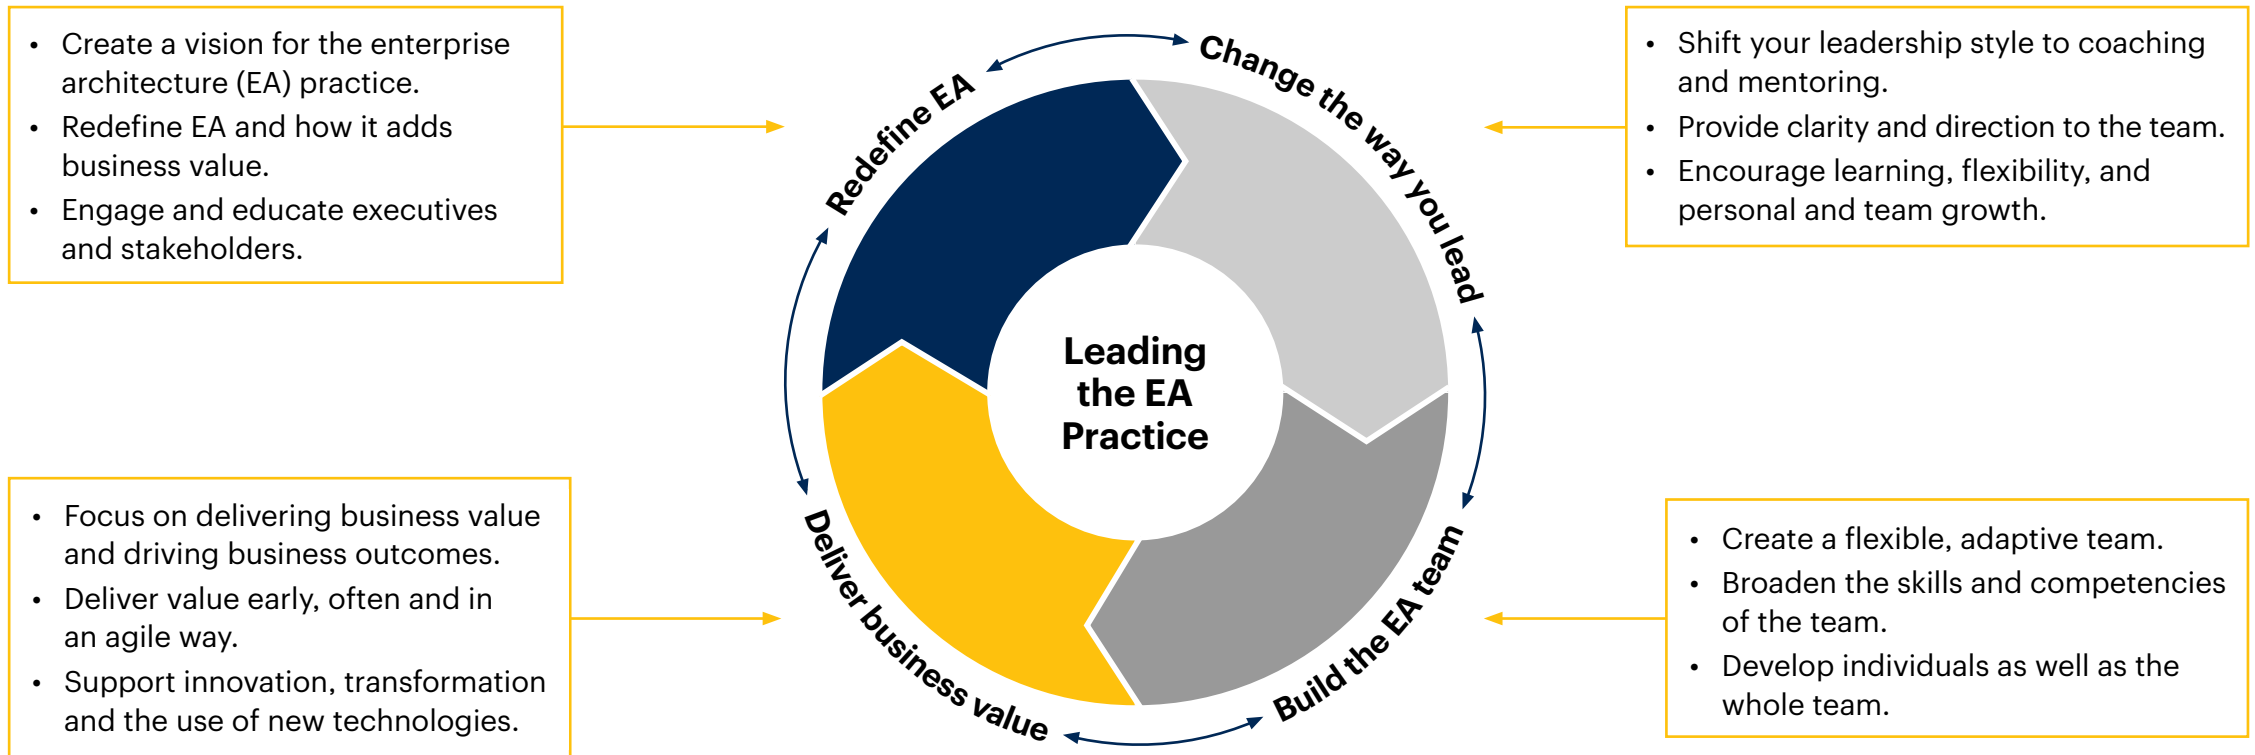 • Create a vision for the enterprise
architecture (EA) practice.
• Redefine EA and how it adds
business value.
• Engage and educate executives
and stakeholders.
Redefine EA
Change the way you lead
• Shift your leadership style to coaching
and mentoring.
• Provide clarity and direction to the team.
• Encourage learning, flexibility, and
personal and team growth.
Leading
the EA
Practice
• Focus on delivering business value
and driving business outcomes.
• Deliver value early, often and in
an agile way.
• Support innovation, transformation
and the use of new technologies.
Deliver business value
Build the EA team
• Create a flexible, adaptive team.
• Broaden the skills and competencies
of the team.
• Develop individuals as well as the
whole team.